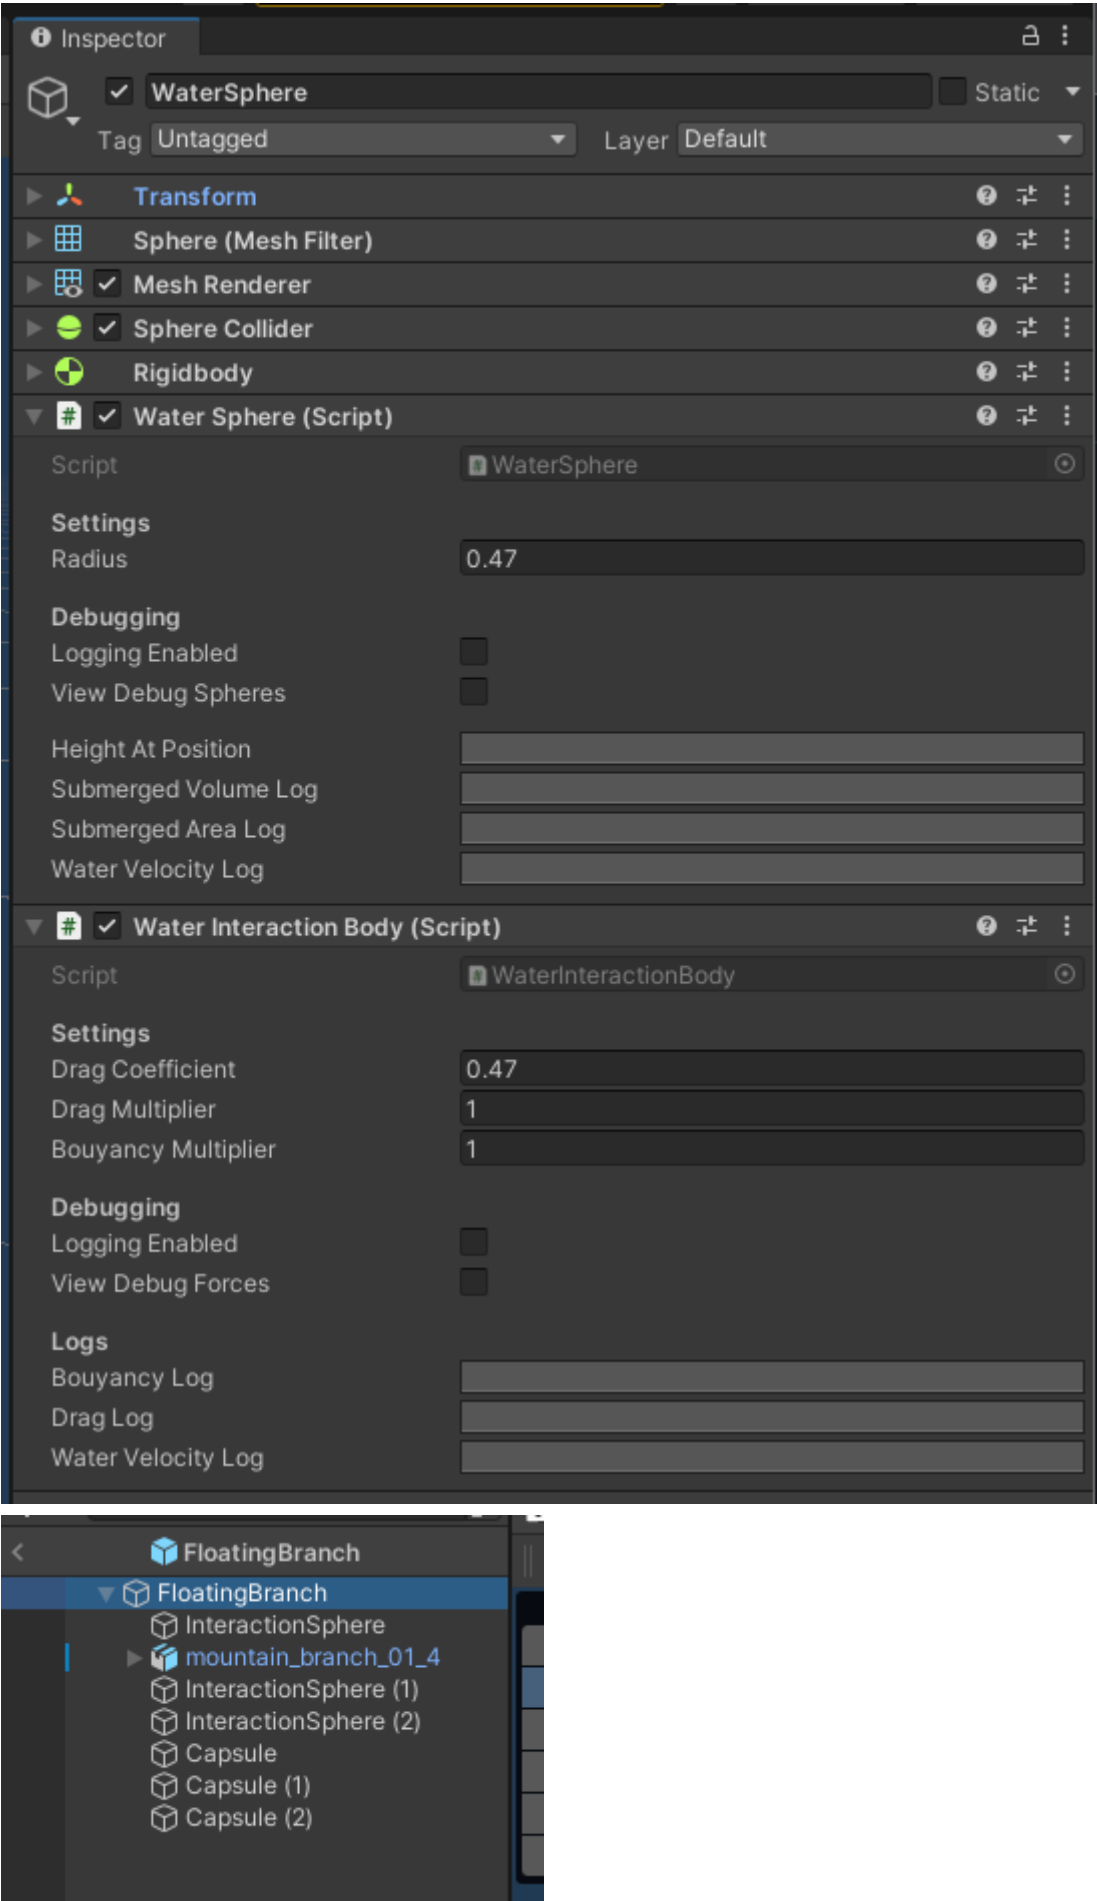 Inspector
WaterSphere
Static
Tag Untagged
Layer Default
Transform
Sphere (Mesh Filter)
Mesh Renderer
Sphere Collider
Rigidbody
# Water Sphere (Script)
Script # WaterSphere
Settings
Radius 0.47
Debugging
Logging Enabled
View Debug Spheres
Height At Position
Submerged Volume Log
Submerged Area Log
Water Velocity Log
# Water Interaction Body (Script)
Script # WaterInteractionBody
Settings
Drag Coefficient 0.47
Drag Multiplier 1
Bouyancy Multiplier 1
Debugging
Logging Enabled
View Debug Forces
Logs
Bouyancy Log
Drag Log
Water Velocity Log
FloatingBranch
FloatingBranch
InteractionSphere
mountain_branch_01_4
InteractionSphere (1)
InteractionSphere (2)
Capsule
Capsule (1)
Capsule (2)